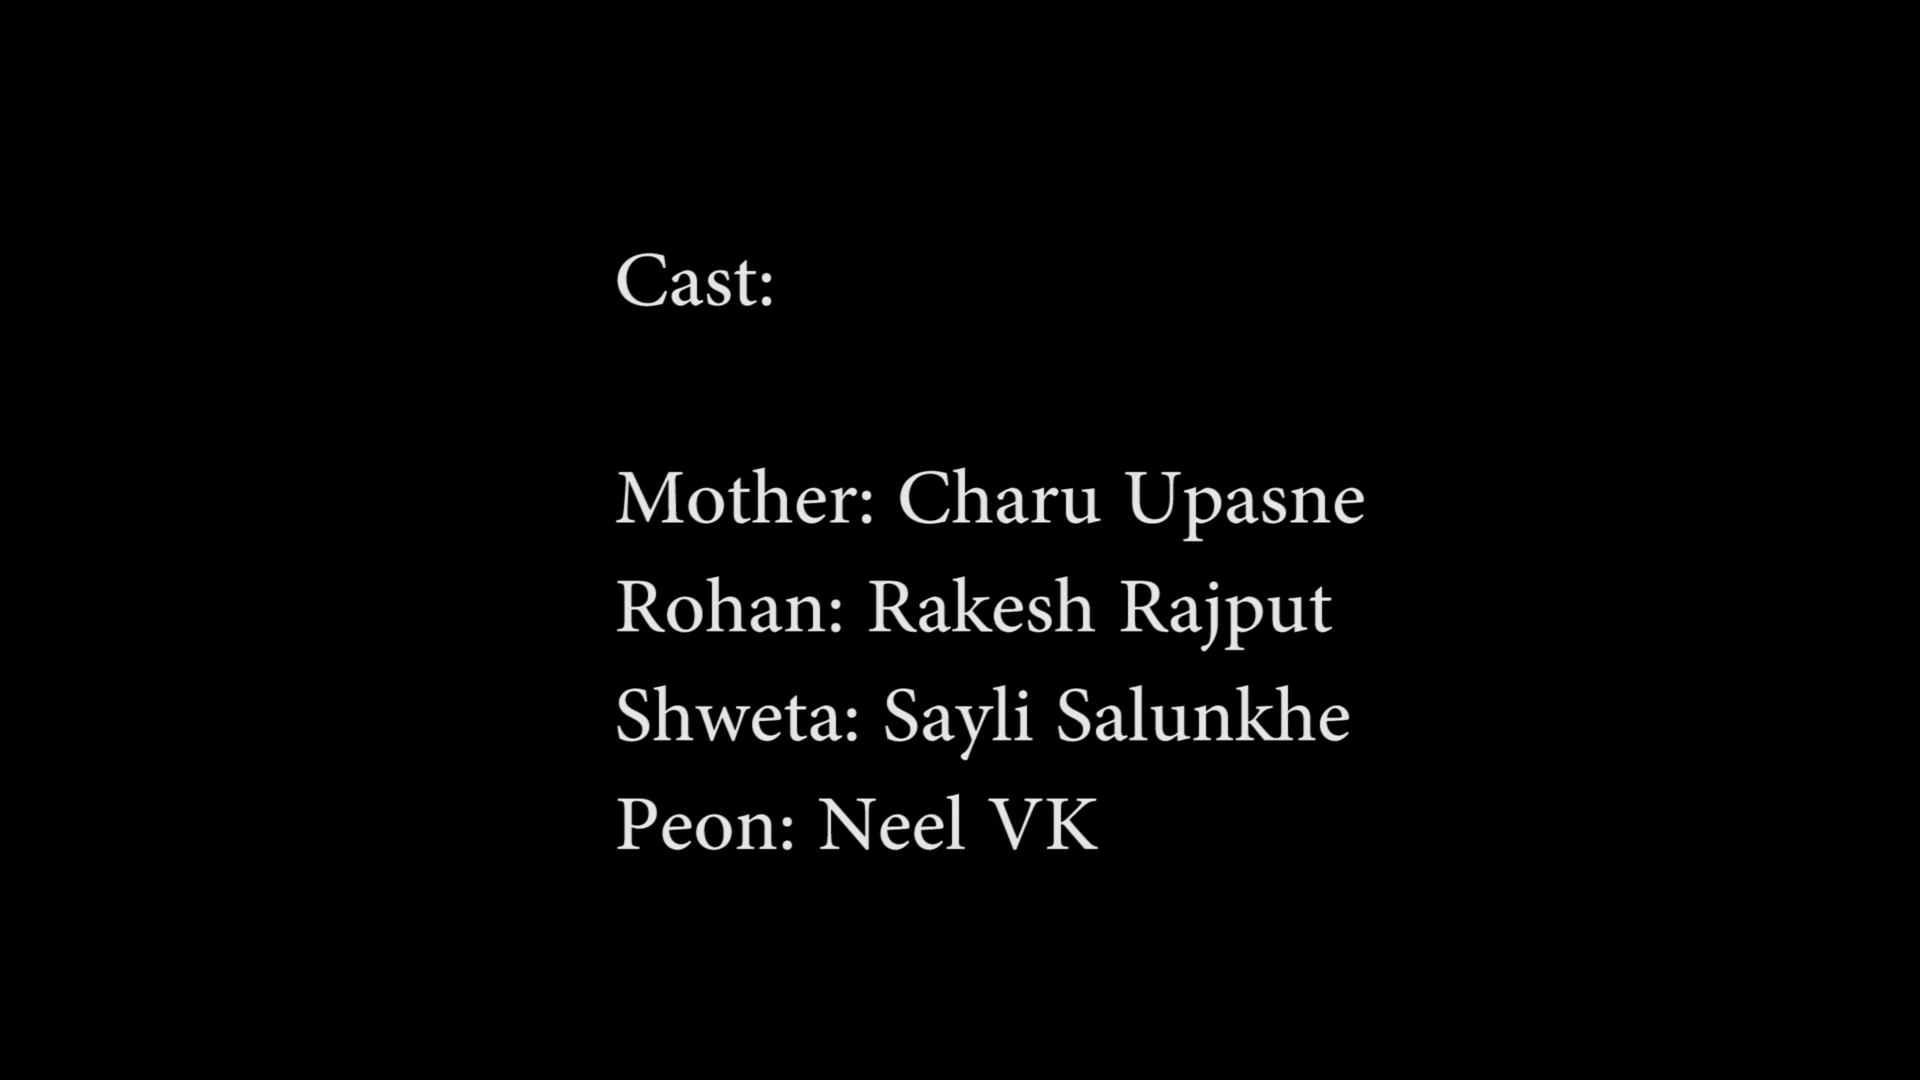 Cast:
Mother: Charu Upasne
Rohan: Rakesh Rajput
Shweta: Sayli Salunkhe
Peon: Neel VK